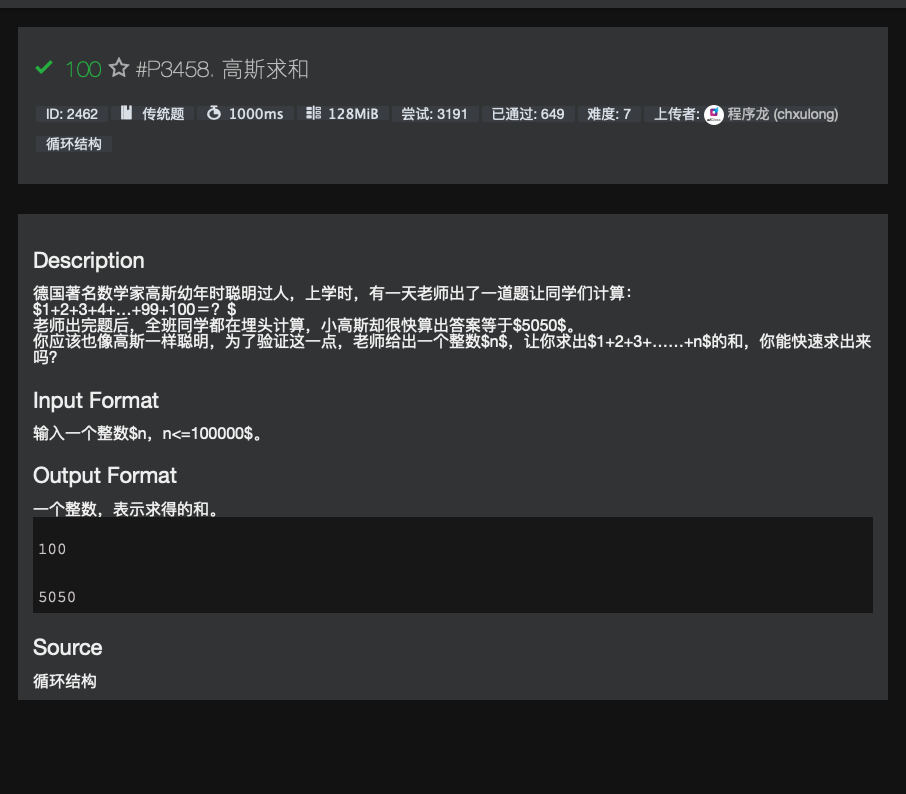 100 #P3458. 高斯求和
ID: 2462 传统题 1000ms 128MiB 尝试: 3191 已通过: 649 难度: 7 上传者: 程序龙 (chxulong)
循环结构
Description
德国著名数学家高斯幼年时聪明过人，上学时，有一天老师出了一道题让同学们计算：
$1+2+3+4+…+99+100＝？$
老师出完题后，全班同学都在埋头计算，小高斯却很快算出答案等于$5050$。
你应该也像高斯一样聪明，为了验证这一点，老师给出一个整数$n$，让你求出$1+2+3+……+n$的和，你能快速求出来
吗？
Input Format
输入一个整数$n，n<=100000$。
Output Format
一个整数，表示求得的和。
100
5050
Source
循环结构